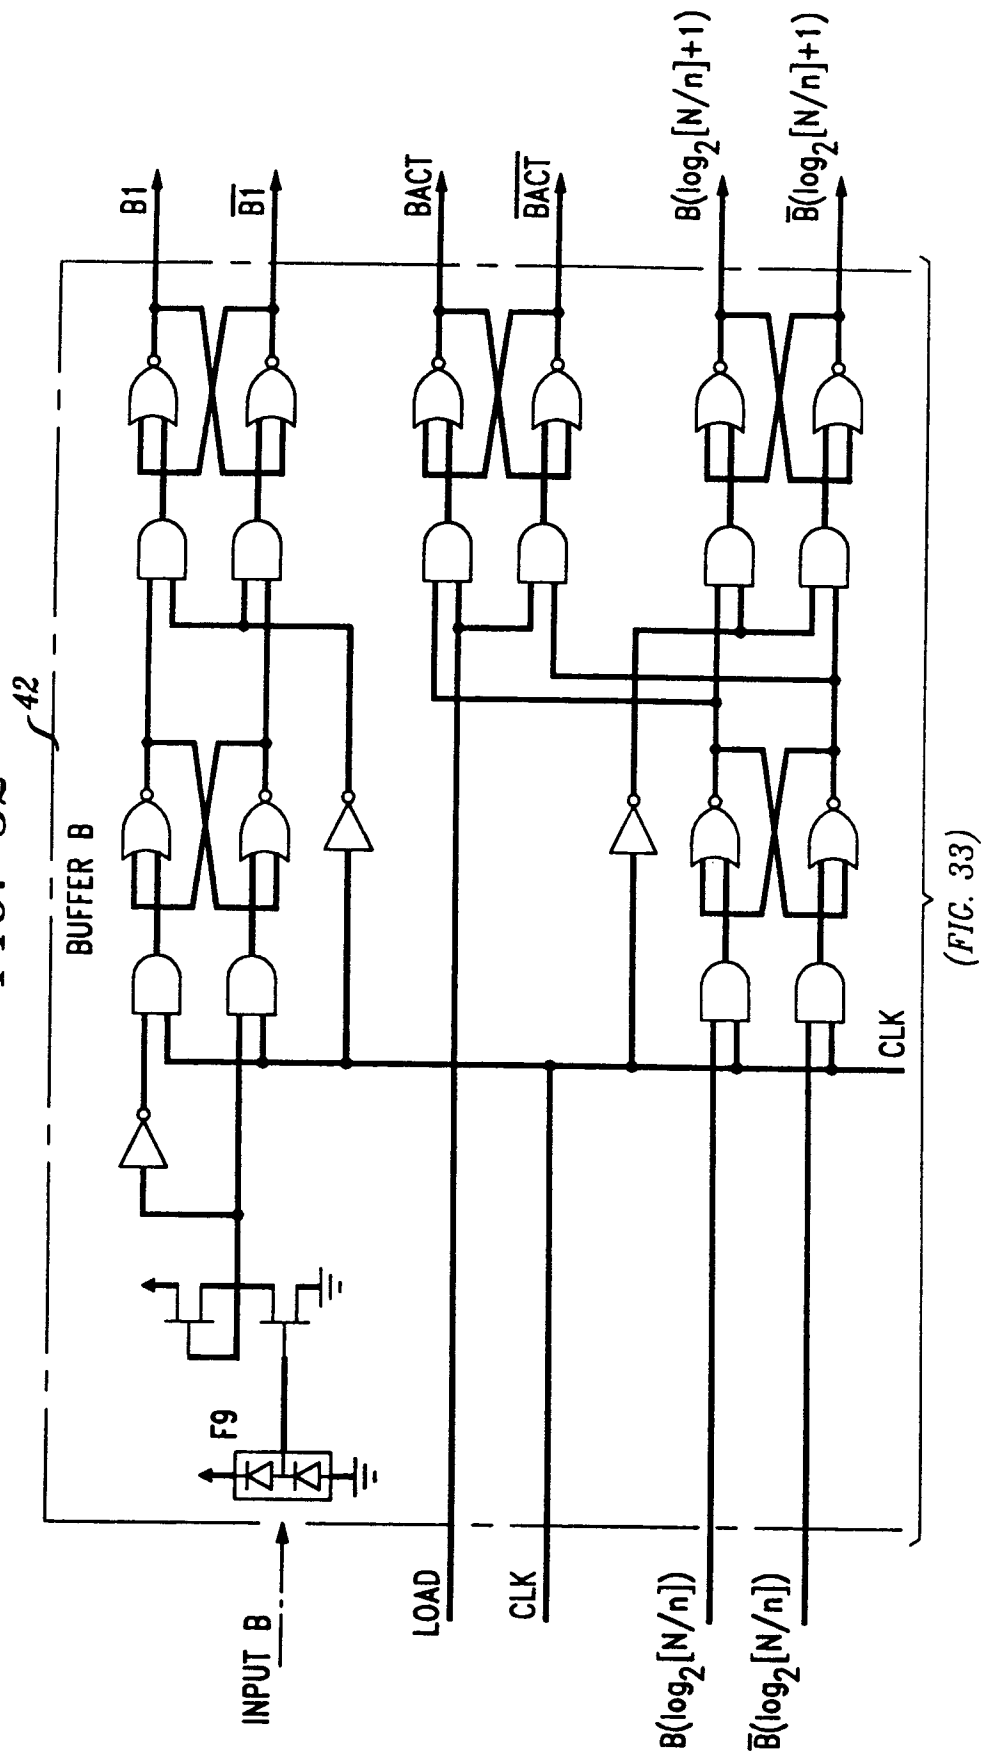 FIG. 32
42
BUFFER B
INPUT B
F9
LOAD
CLK
B(log₂[N/n])
B̅(log₂[N/n])
CLK
B1
B̅1̅
BACT
B̅A̅C̅T̅
B(log₂[N/n]+1)
B̅(log₂[N/n]+1)
(FIG. 33)